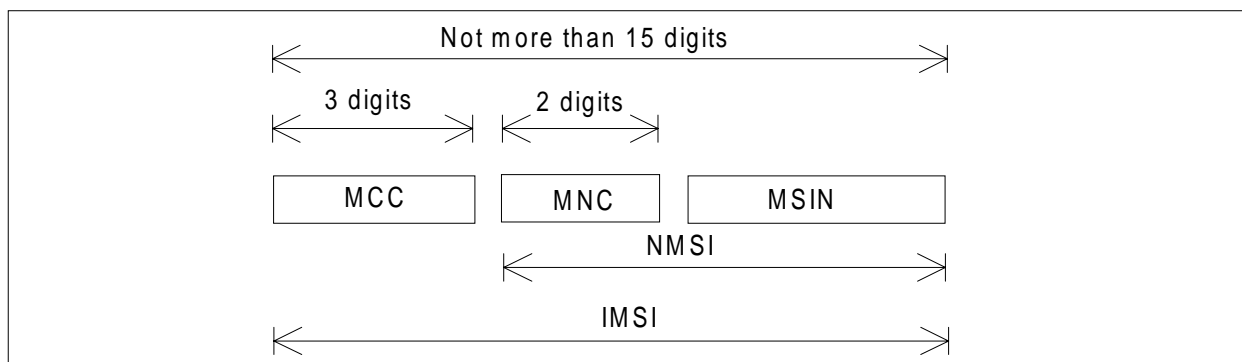 Not more than 15 digits
3 digits 2 digits
MCC MNC MSIN
NMSI
IMSI